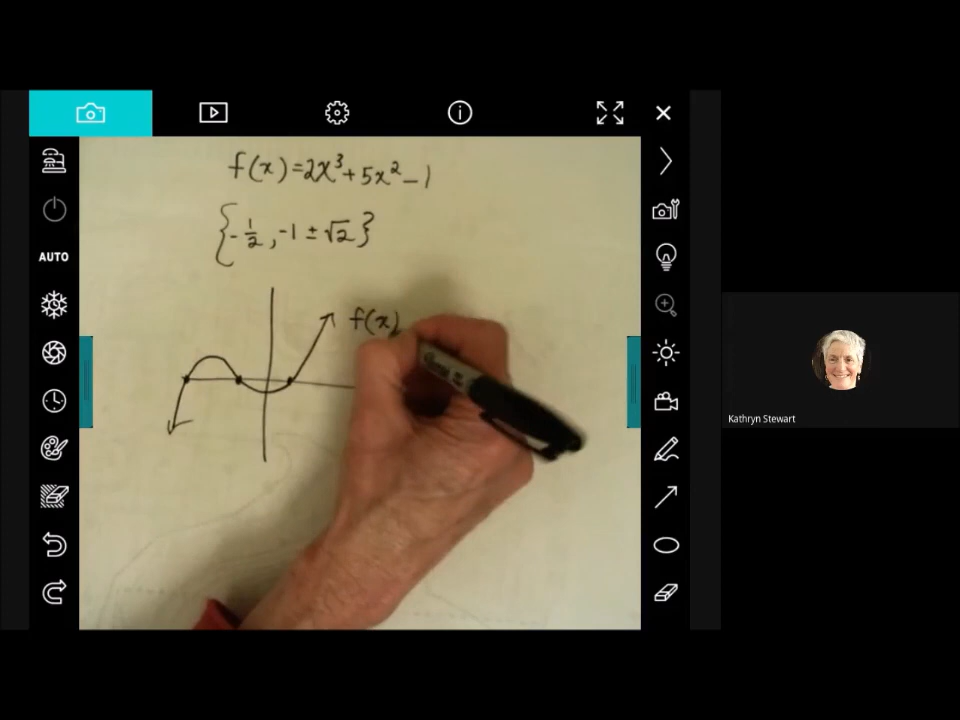 f(x)=2x³+5x²-1
{-1/2, -1±√2}
f(x)
AUTO
Kathryn Stewart